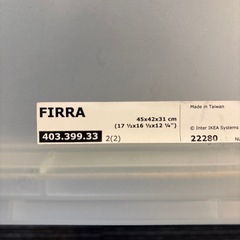 FIRRA
45x42x31 cm
(17 ½x16 ½x12 ¼")
403.399.33 2(2)
Made in Taiwan
© Inter IKEA Systems
22280